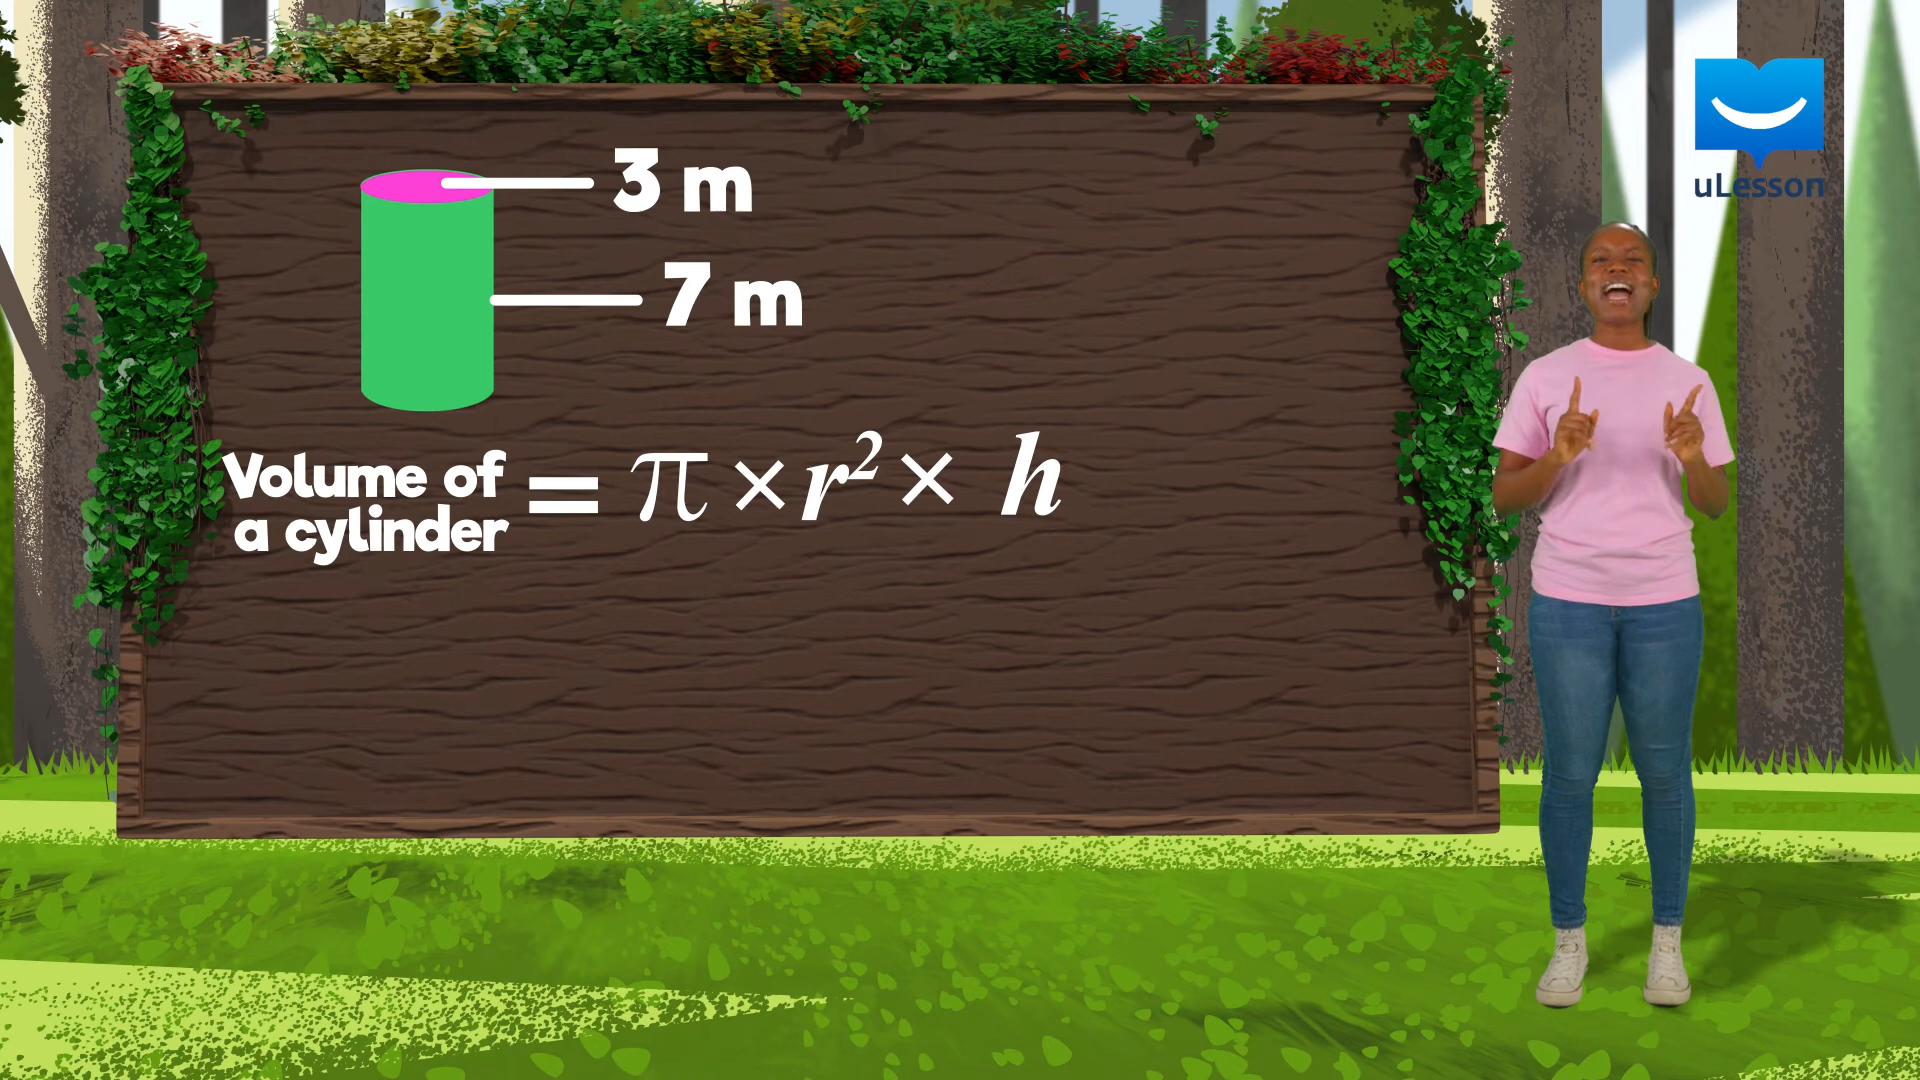 3 m
7 m
Volume of
a cylinder = π × r² × h
uLesson